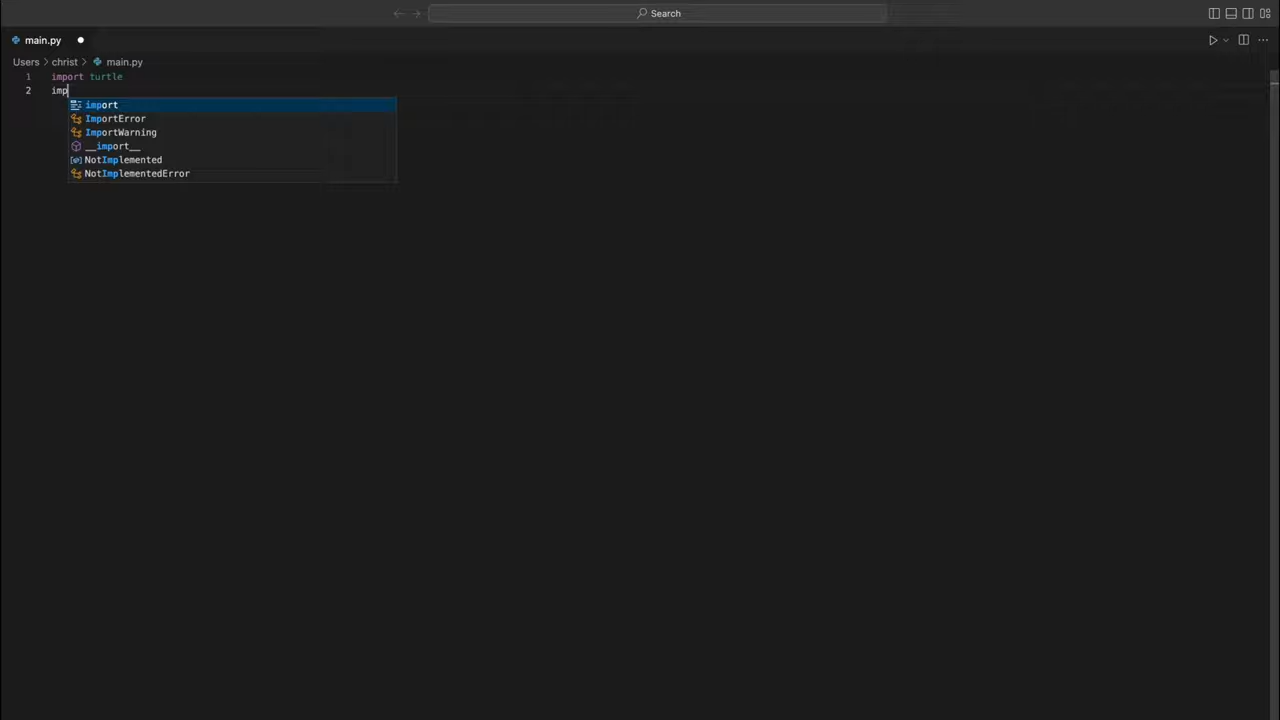 Search
main.py
Users > christ > main.py
1 import turtle
2 imp
import
ImportError
ImportWarning
__import__
NotImplemented
NotImplementedError